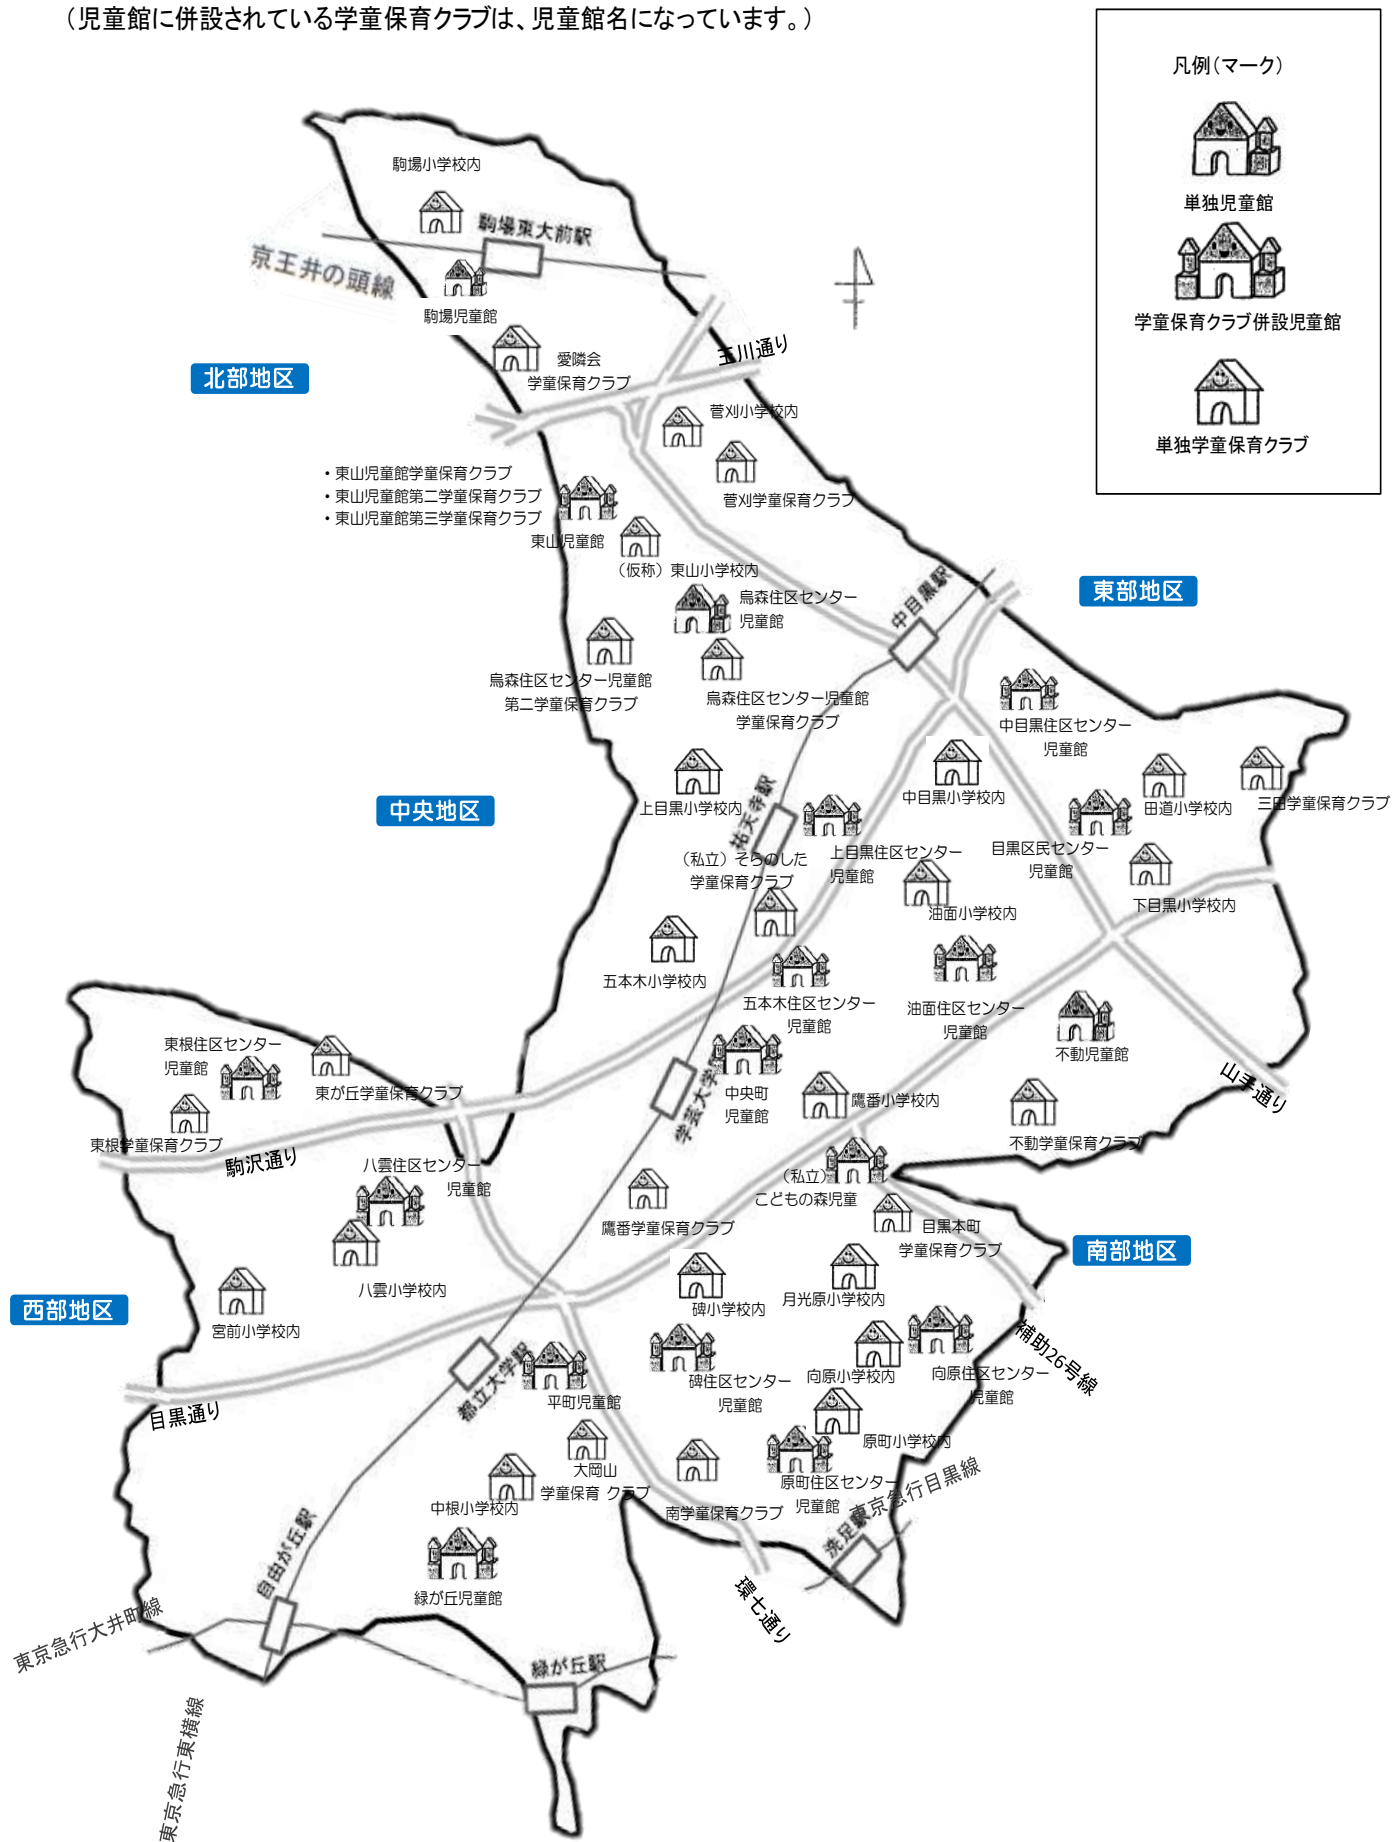 （児童館に併設されている学童保育クラブは、児童館名になっています。）
凡例（マーク）
単独児童館
学童保育クラブ併設児童館
単独学童保育クラブ
駒場小学校内
駒場東大前駅
京王井の頭線
駒場児童館
愛隣会
学童保育クラブ
玉川通り
北部地区
菅刈小学校内
菅刈学童保育クラブ
・東山児童館学童保育クラブ
・東山児童館第二学童保育クラブ
・東山児童館第三学童保育クラブ
東山児童館
（仮称）東山小学校内
烏森住区センター
児童館
中目黒駅
東部地区
烏森住区センター児童館
第二学童保育クラブ
烏森住区センター児童館
学童保育クラブ
中目黒住区センター
児童館
上目黒小学校内
中目黒小学校内
田道小学校内
三田学童保育クラブ
中央地区
祐天寺駅
上目黒住区センター
児童館
目黒区民センター
児童館
（私立）そらのした
学童保育クラブ
油面小学校内
下目黒小学校内
五本木小学校内
五本木住区センター
児童館
油面住区センター
児童館
不動児童館
東根住区センター
児童館
東が丘学童保育クラブ
学芸大学駅
中央町
児童館
鷹番小学校内
山手通り
東根学童保育クラブ
駒沢通り
不動学童保育クラブ
八雲住区センター
児童館
（私立）
こどもの森児童
鷹番学童保育クラブ
目黒本町
学童保育クラブ
南部地区
八雲小学校内
西部地区
宮前小学校内
碑小学校内
月光原小学校内
補助26号線
都立大学駅
平町児童館
碑住区センター
児童館
向原小学校内
向原住区センター
児童館
目黒通り
原町小学校内
大岡山
学童保育 クラブ
中根小学校内
南学童保育クラブ
原町住区センター
児童館
東京急行目黒線
洗足駅
自由が丘駅
緑が丘児童館
環七通り
東京急行大井町線
緑が丘駅
東京急行東横線